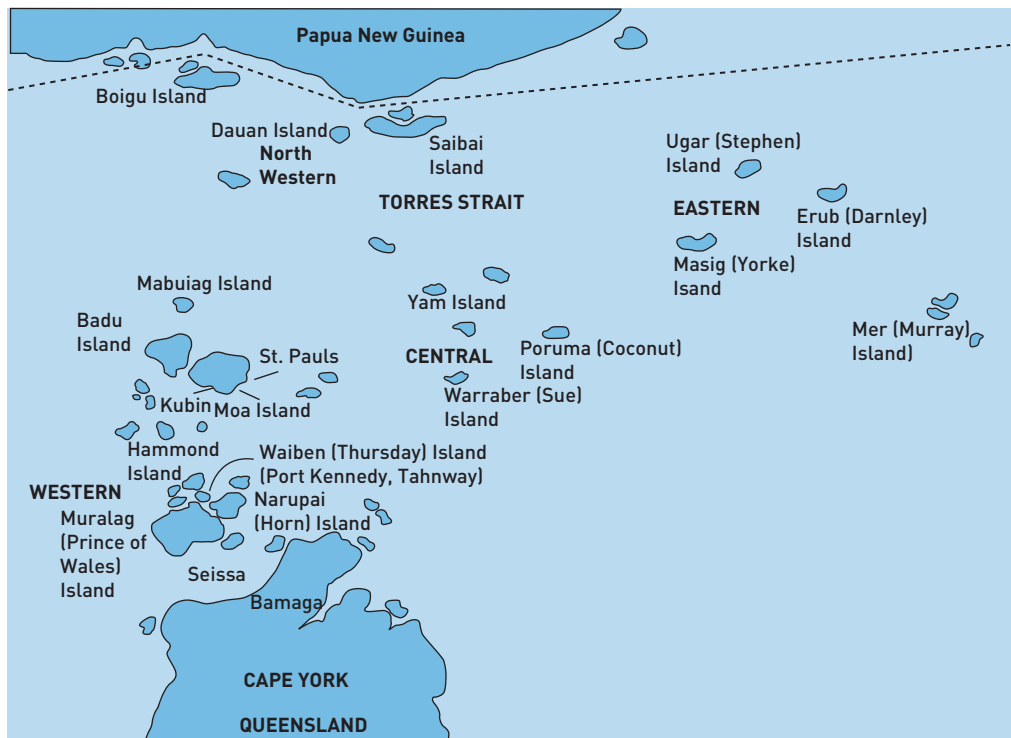 Papua New Guinea
Boigu Island
Dauan Island
North
Western
Saibai
Island
TORRES STRAIT
Ugar (Stephen)
Island
EASTERN
Erub (Darnley)
Island
Masig (Yorke)
Isand
Mabuiag Island
Yam Island
Badu
Island
Mer (Murray)
Island)
CENTRAL
Poruma (Coconut)
Island
St. Pauls
Kubin
Moa Island
Warraber (Sue)
Island
Hammond
Island
Waiben (Thursday) Island
(Port Kennedy, Tahnway)
WESTERN
Narupai
(Horn) Island
Muralag
(Prince of
Wales)
Island
Seissa
Bamaga
CAPE YORK
QUEENSLAND